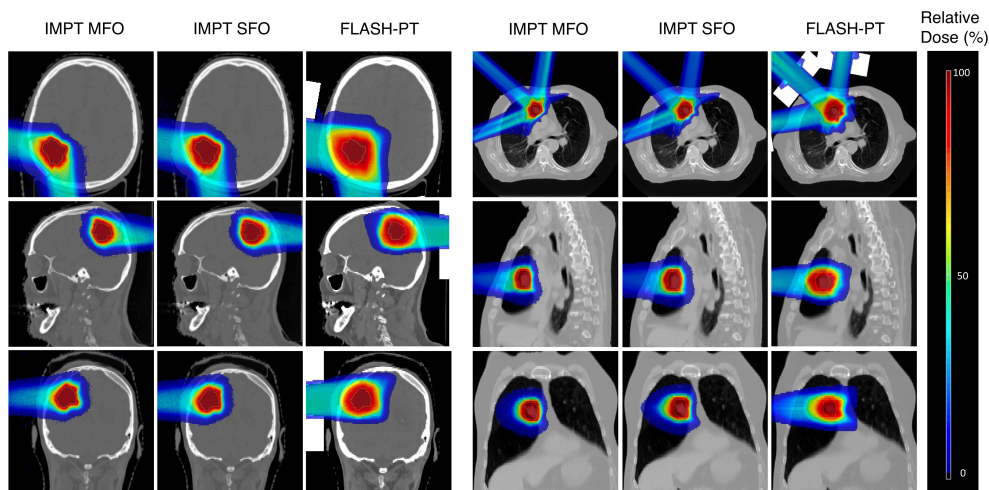 IMPT MFO IMPT SFO FLASH-PT IMPT MFO IMPT SFO FLASH-PT
Relative
Dose (%)
100
50
0